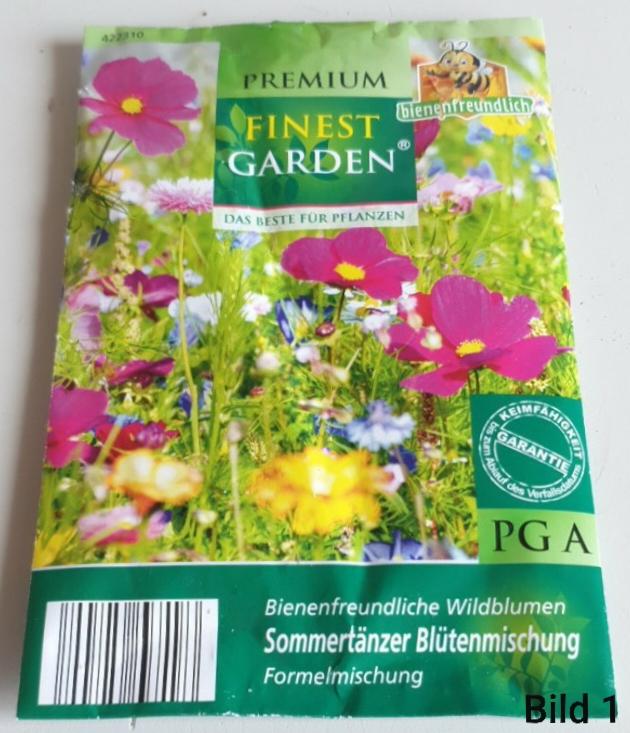 422310
PREMIUM
FINEST
GARDEN®
DAS BESTE FÜR PFLANZEN
bienenfreundlich
KEIMFÄHIGKEIT
GARANTIE
bis zum Ablauf des Verfallsdatums
PG A
Bienenfreundliche Wildblumen
Sommertänzer Blütenmischung
Formelmischung
Bild 1